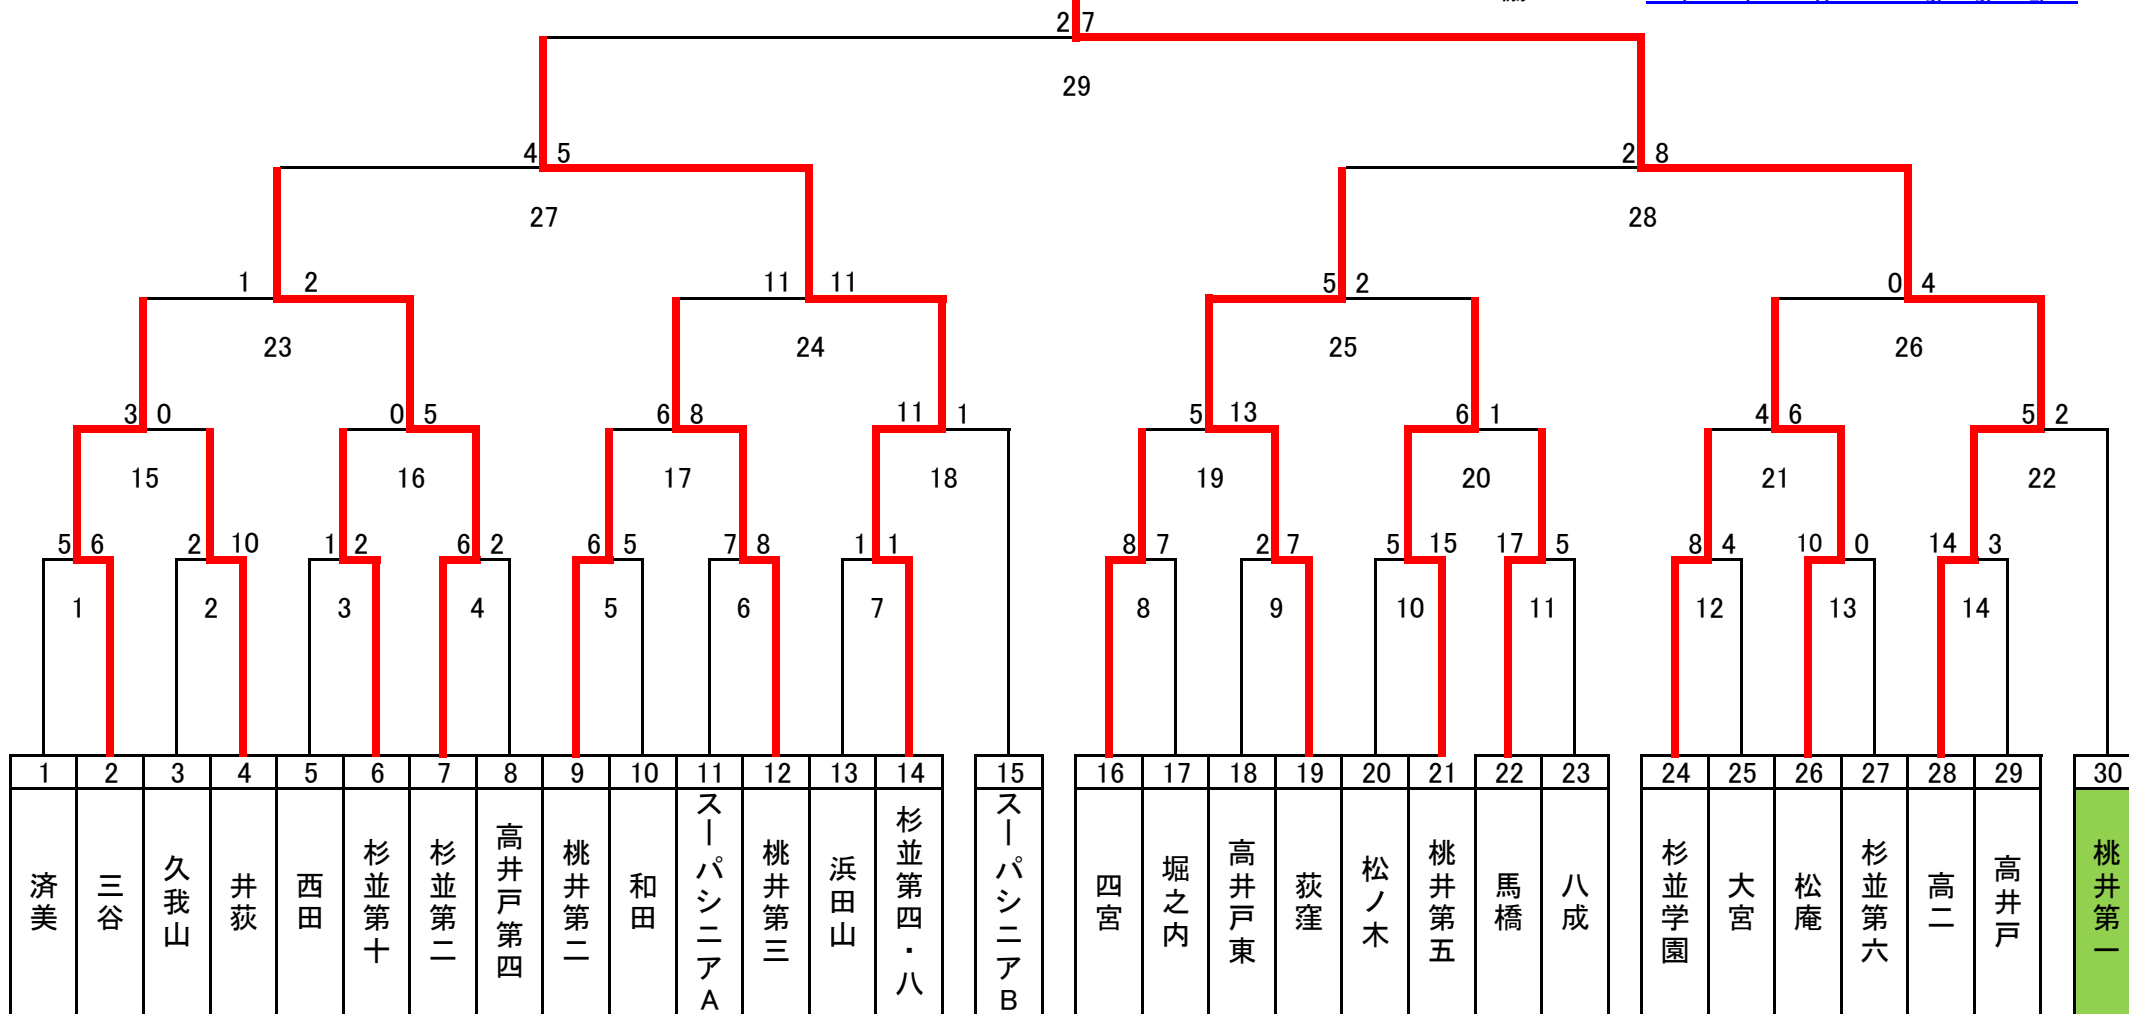 2 7
29
4 5
2 8
27
28
1 2
11 11
5 2
0 4
23
24
25
26
3 0
0 5
6 8
11 1
5 13
6 1
4 6
5 2
15
16
17
18
19
20
21
22
5 6
2 10
1 2
6 2
6 5
7 8
1 1
8 7
2 7
5 15
17 5
8 4
10 0
14 3
1
2
3
4
5
6
7
8
9
10
11
12
13
14
1 2 3 4 5 6 7 8 9 10 11 12 13 14 15 16 17 18 19 20 21 22 23 24 25 26 27 28 29 30
済美
三谷
久我山
井荻
西田
杉並第十
杉並第二
高井戸第四
桃井第二
和田
スーパシニアA
桃井第三
浜田山
杉並第四・八
スーパシニアB
四宮
堀之内
高井戸東
荻窪
松ノ木
桃井第五
馬橋
八成
杉並学園
大宮
松庵
杉並第六
高二
高井戸
桃井第一